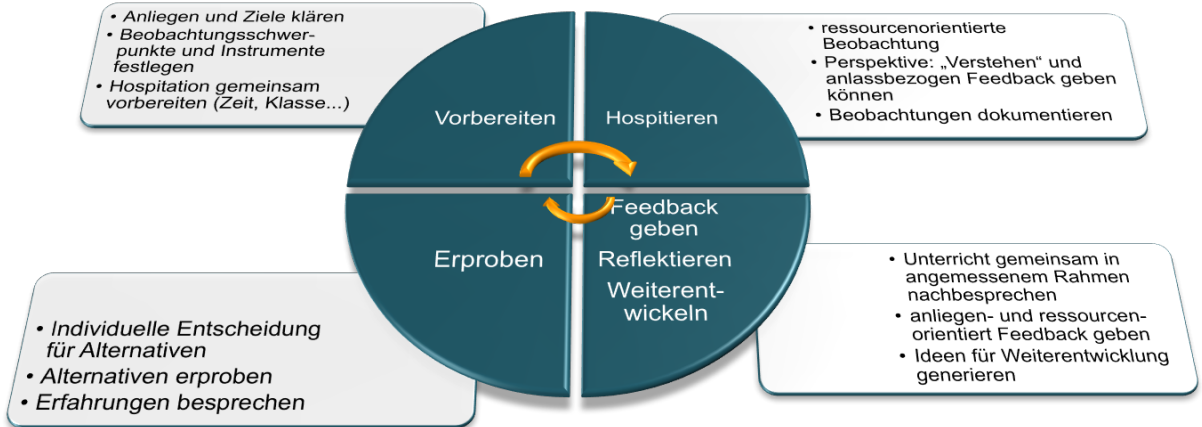 • Anliegen und Ziele klären
• Beobachtungsschwer-
punkte und Instrumente
festlegen
• Hospitation gemeinsam
vorbereiten (Zeit, Klasse...)
Vorbereiten
Hospitieren
• ressourcenorientierte
Beobachtung
• Perspektive: „Verstehen“ und
anlassbezogen Feedback geben
können
• Beobachtungen dokumentieren
Erproben
Feedback
geben
Reflektieren
Weiterent-
wickeln
• Individuelle Entscheidung
für Alternativen
• Alternativen erproben
• Erfahrungen besprechen
• Unterricht gemeinsam in
angemessenem Rahmen
nachbesprechen
• anliegen- und ressourcen-
orientiert Feedback geben
• Ideen für Weiterentwicklung
generieren